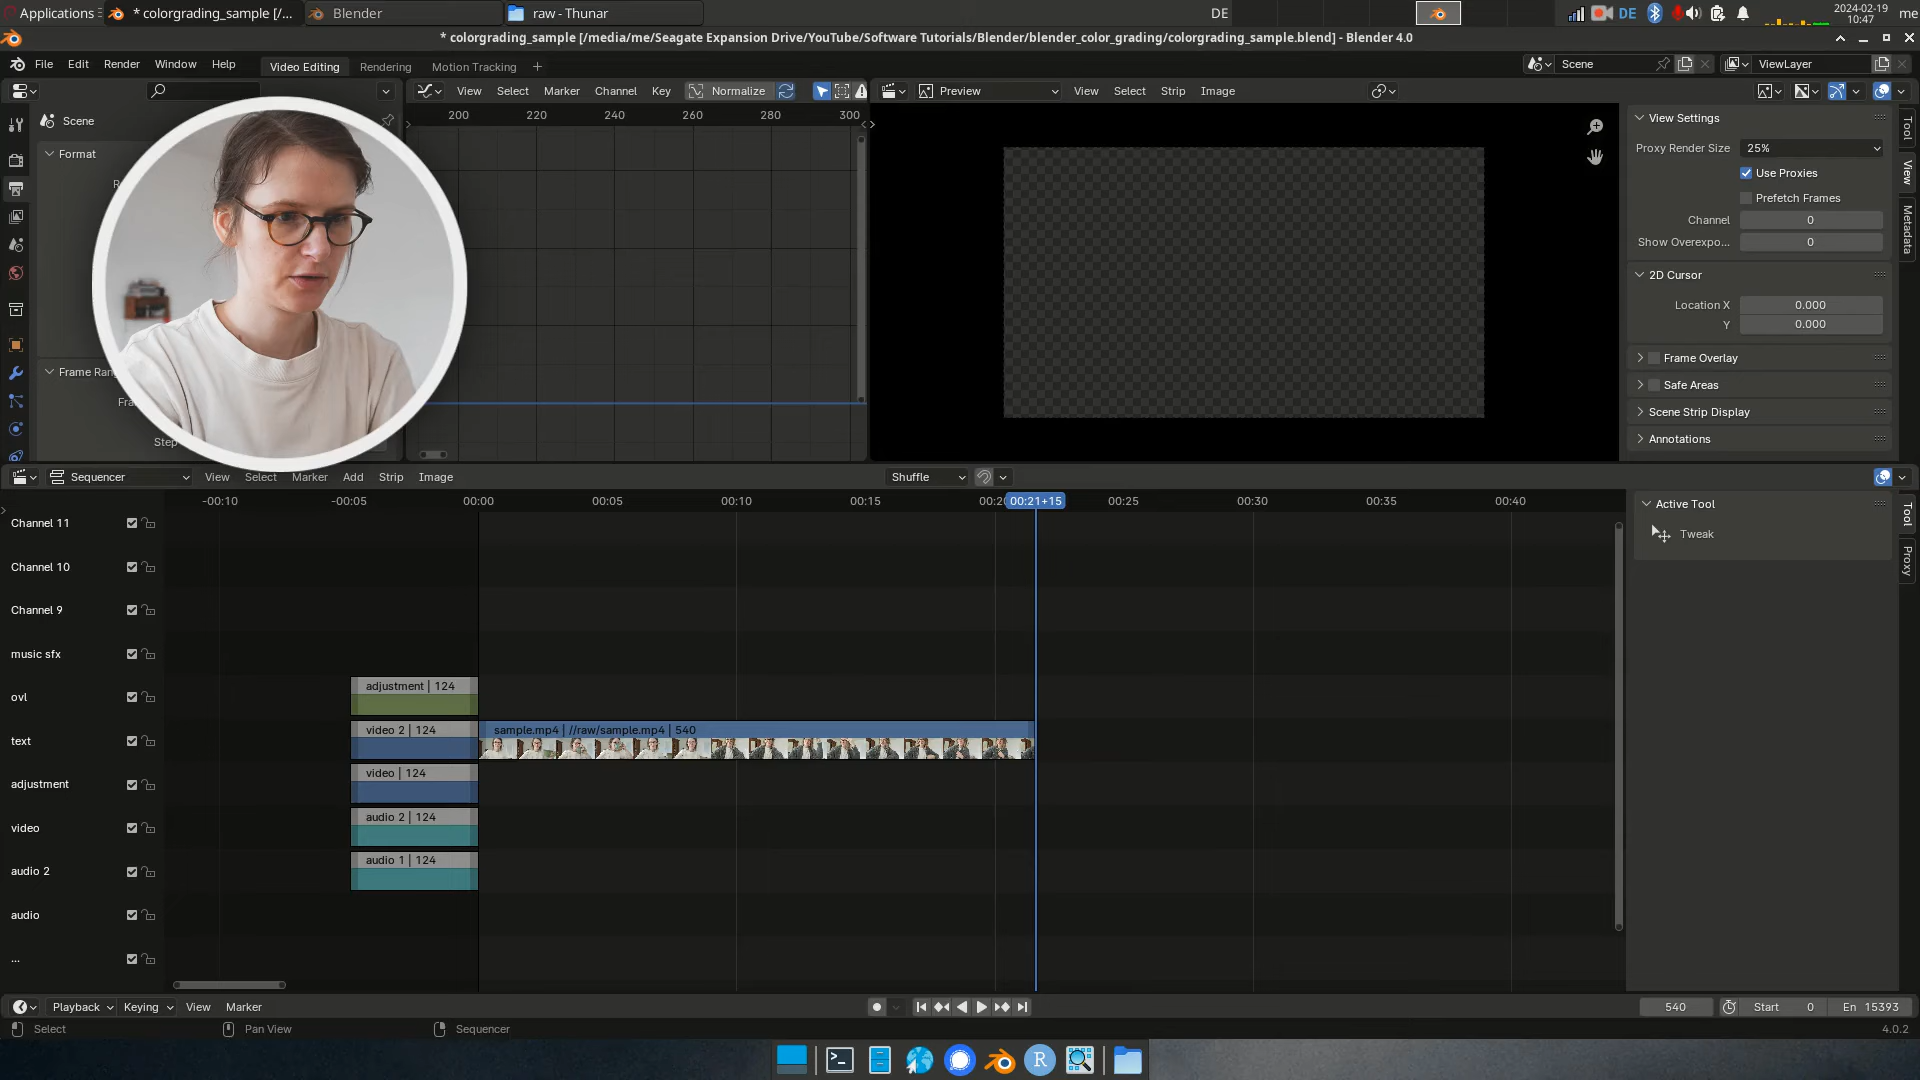 Applications
* colorgrading_sample [/...
Blender
raw - Thunar
DE
DE
2024-02-19
10:47
me
* colorgrading_sample [/media/me/Seagate Expansion Drive/YouTube/Software Tutorials/Blender/blender_color_grading/colorgrading_sample.blend] - Blender 4.0
File Edit Render Window Help
Video Editing Rendering Motion Tracking +
Scene
ViewLayer
View Select Marker Channel Key Normalize
Preview View Select Strip Image
Scene
Format
Frame
Step
200 220 240 260 280 300
View Settings
Proxy Render Size 25%
Use Proxies
Prefetch Frames
Channel 0
Show Overexpo... 0
2D Cursor
Location X 0.000
Y 0.000
Frame Overlay
Safe Areas
Scene Strip Display
Annotations
Tool
View
Metadata
Sequencer View Select Marker Add Strip Image
Shuffle
-00:10 -00:05 00:00 00:05 00:10 00:15 00:21+15 00:25 00:30 00:35 00:40
Channel 11
Channel 10
Channel 9
music sfx
ovl
text
adjustment
video
audio 2
audio
...
adjustment | 124
video 2 | 124
sample.mp4 | //raw/sample.mp4 | 540
video | 124
audio 2 | 124
audio 1 | 124
Active Tool
Tweak
Tool
Proxy
Playback Keying View Marker
540
Start 0
En 15393
Select
Pan View
Sequencer
4.0.2
R